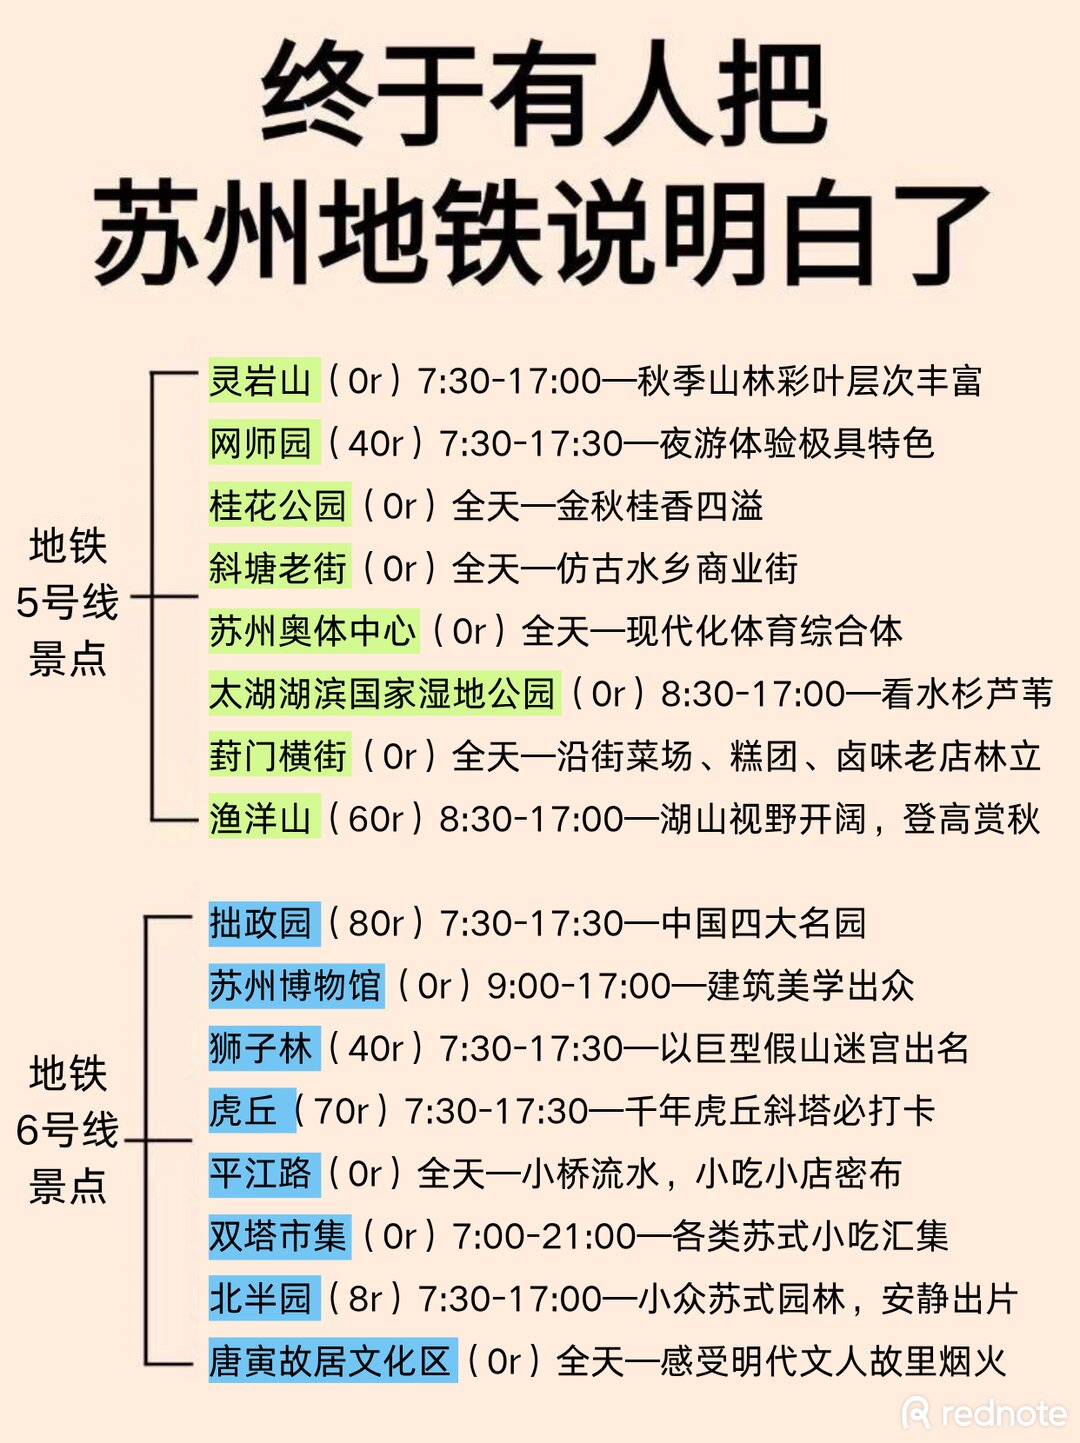 终于有人把
苏州地铁说明白了
地铁
5号线
景点
灵岩山（0r）7:30-17:00—秋季山林彩叶层次丰富
网师园（40r）7:30-17:30—夜游体验极具特色
桂花公园（0r）全天—金秋桂香四溢
斜塘老街（0r）全天—仿古水乡商业街
苏州奥体中心（0r）全天—现代化体育综合体
太湖湖滨国家湿地公园（0r）8:30-17:00—看水杉芦苇
葑门横街（0r）全天—沿街菜场、糕团、卤味老店林立
渔洋山（60r）8:30-17:00—湖山视野开阔，登高赏秋
地铁
6号线
景点
拙政园（80r）7:30-17:30—中国四大名园
苏州博物馆（0r）9:00-17:00—建筑美学出众
狮子林（40r）7:30-17:30—以巨型假山迷宫出名
虎丘（70r）7:30-17:30—千年虎丘斜塔必打卡
平江路（0r）全天—小桥流水，小吃小店密布
双塔市集（0r）7:00-21:00—各类苏式小吃汇集
北半园（8r）7:30-17:00—小众苏式园林，安静出片
唐寅故居文化区（0r）全天—感受明代文人故里烟火
rednote